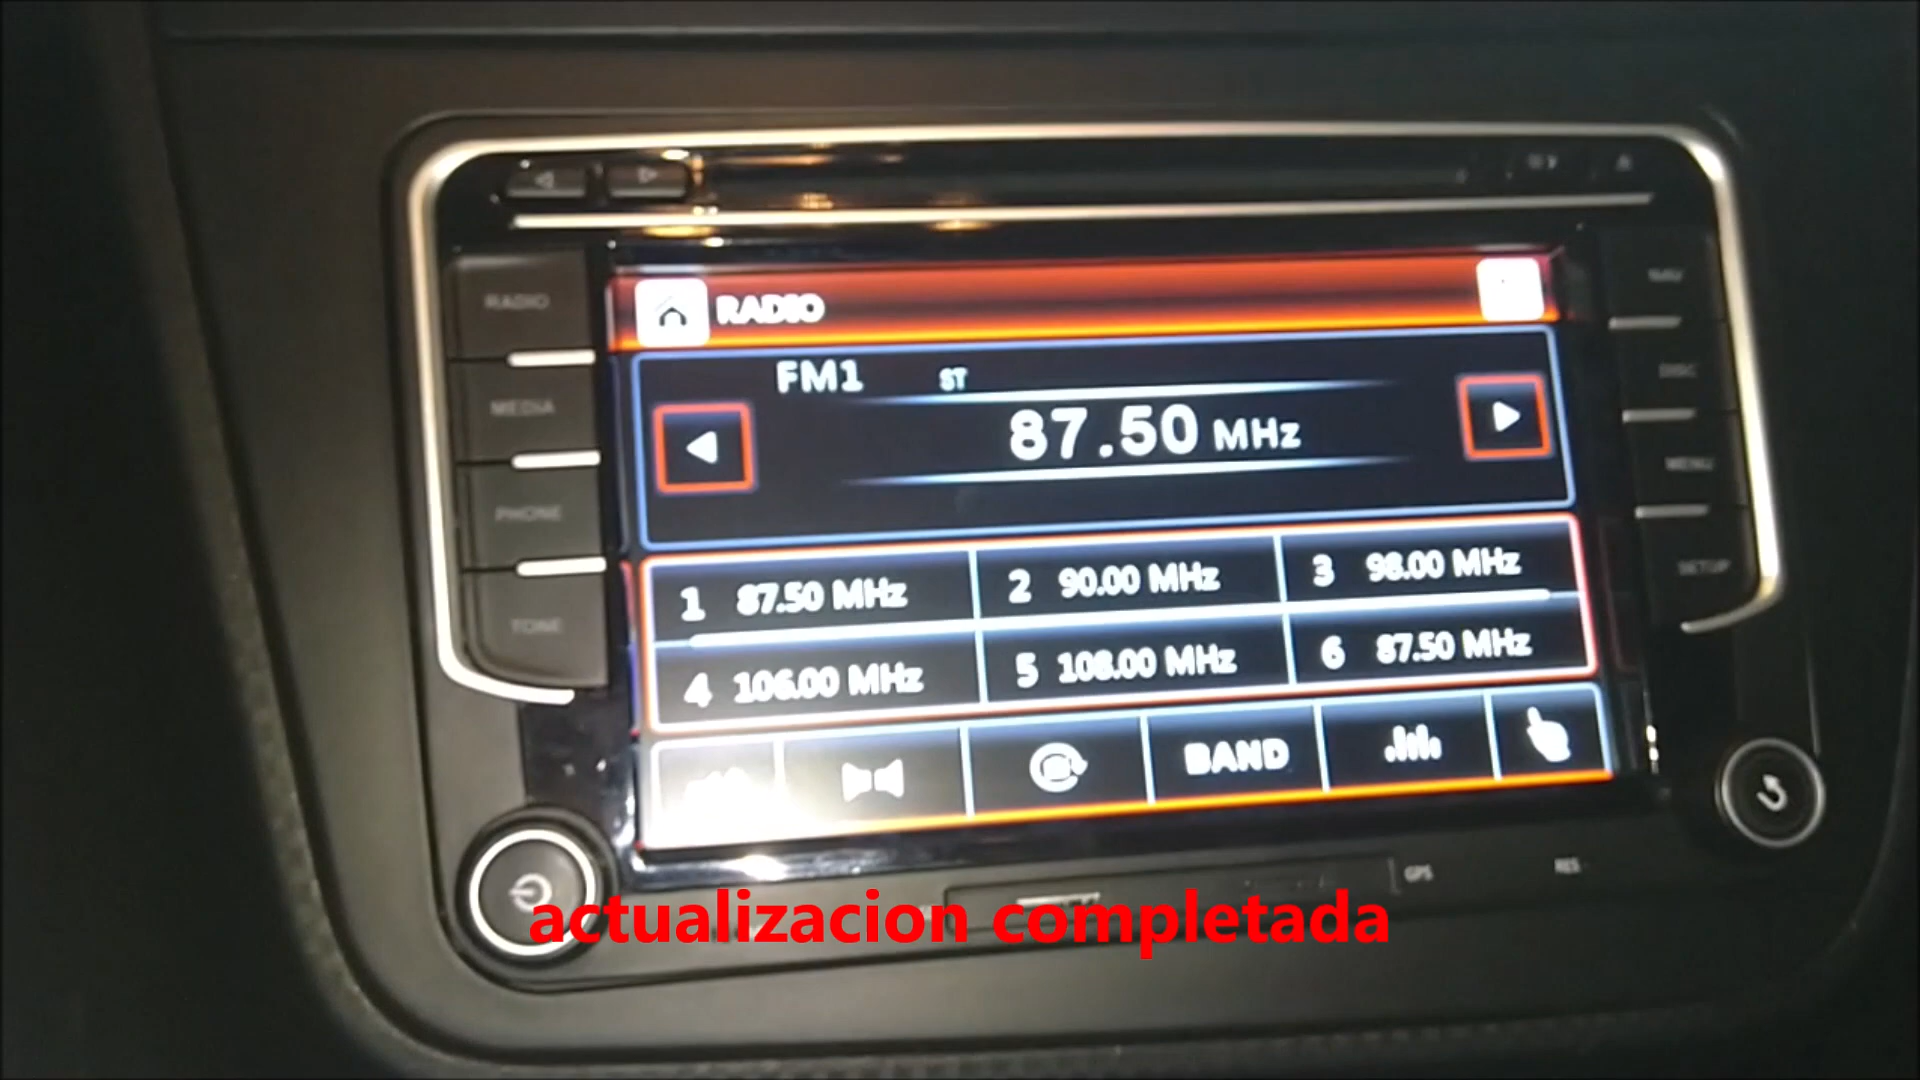 RADIO
MEDIA
PHONE
TONE
NAV
DISC
MENU
SETUP
RADIO
FM1 ST
87.50 MHz
1 87.50 MHz 2 90.00 MHz 3 98.00 MHz
4 106.00 MHz 5 108.00 MHz 6 87.50 MHz
BAND
GPS RES
actualizacion completada